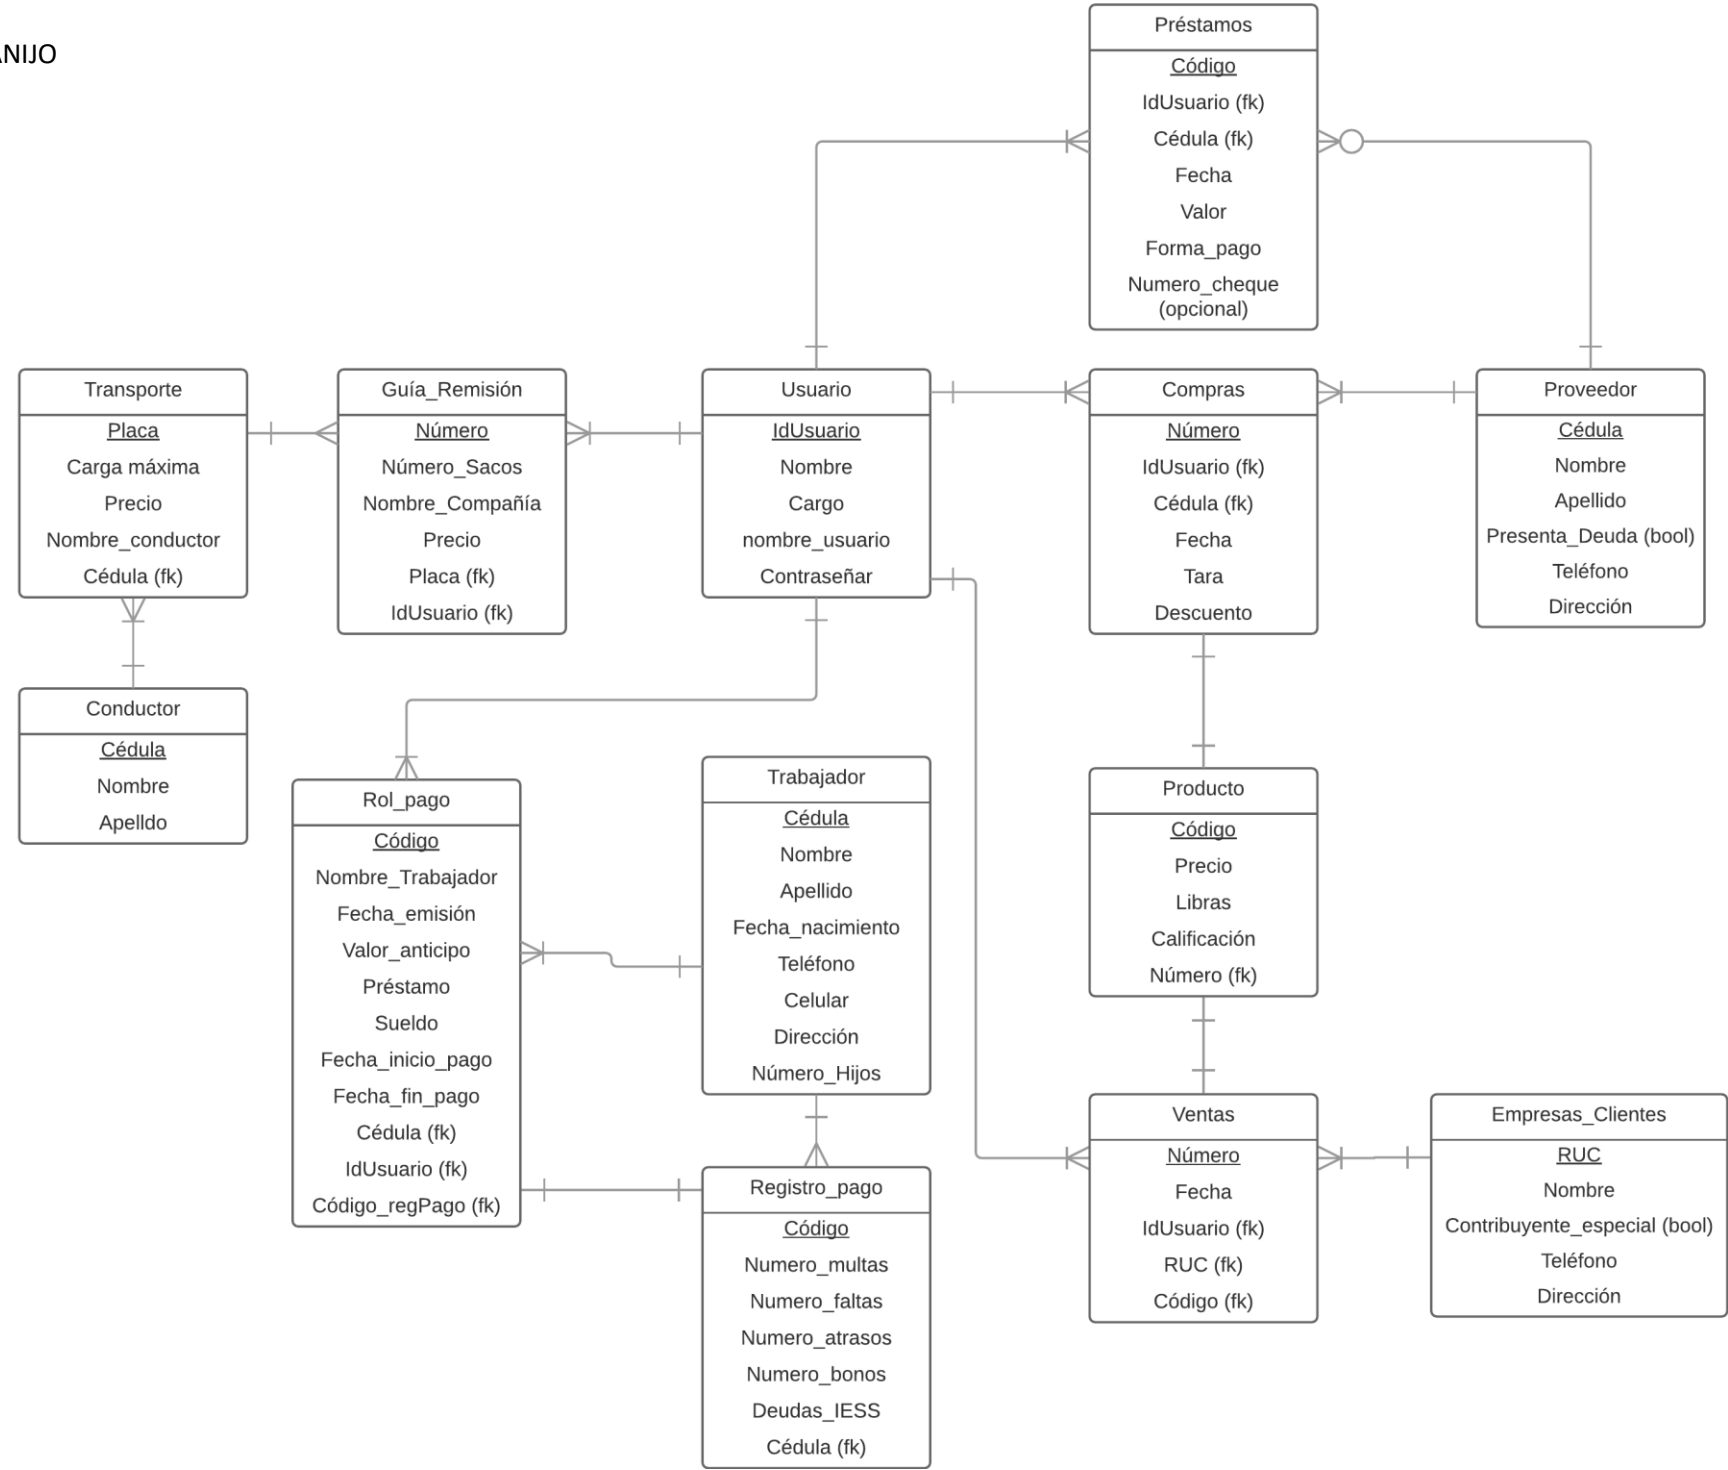 ANIJO
Préstamos
Código
IdUsuario (fk)
Cédula (fk)
Fecha
Valor
Forma_pago
Numero_cheque
(opcional)
Transporte
Placa
Carga máxima
Precio
Nombre_conductor
Cédula (fk)
Guía_Remisión
Número
Número_Sacos
Nombre_Compañía
Precio
Placa (fk)
IdUsuario (fk)
Usuario
IdUsuario
Nombre
Cargo
nombre_usuario
Contraseñar
Compras
Número
IdUsuario (fk)
Cédula (fk)
Fecha
Tara
Descuento
Proveedor
Cédula
Nombre
Apellido
Presenta_Deuda (bool)
Teléfono
Dirección
Conductor
Cédula
Nombre
Apelldo
Rol_pago
Código
Nombre_Trabajador
Fecha_emisión
Valor_anticipo
Préstamo
Sueldo
Fecha_inicio_pago
Fecha_fin_pago
Cédula (fk)
IdUsuario (fk)
Código_regPago (fk)
Trabajador
Cédula
Nombre
Apellido
Fecha_nacimiento
Teléfono
Celular
Dirección
Número_Hijos
Producto
Código
Precio
Libras
Calificación
Número (fk)
Registro_pago
Código
Numero_multas
Numero_faltas
Numero_atrasos
Numero_bonos
Deudas_IESS
Cédula (fk)
Ventas
Número
Fecha
IdUsuario (fk)
RUC (fk)
Código (fk)
Empresas_Clientes
RUC
Nombre
Contribuyente_especial (bool)
Teléfono
Dirección